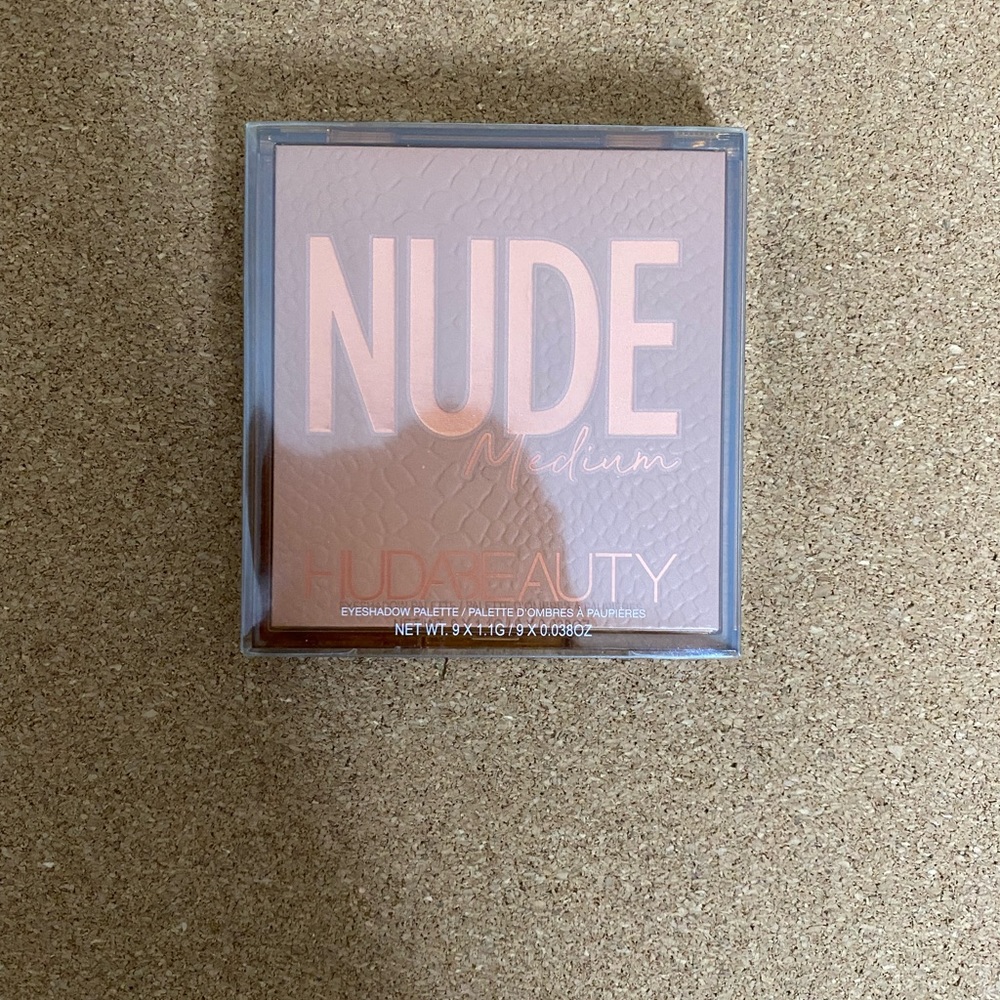 NUDE
Medium
HUDABEAUTY
EYESHADOW PALETTE / PALETTE D'OMBRES À PAUPIÈRES
NET WT. 9 X 1.1G / 9 X 0.038OZ